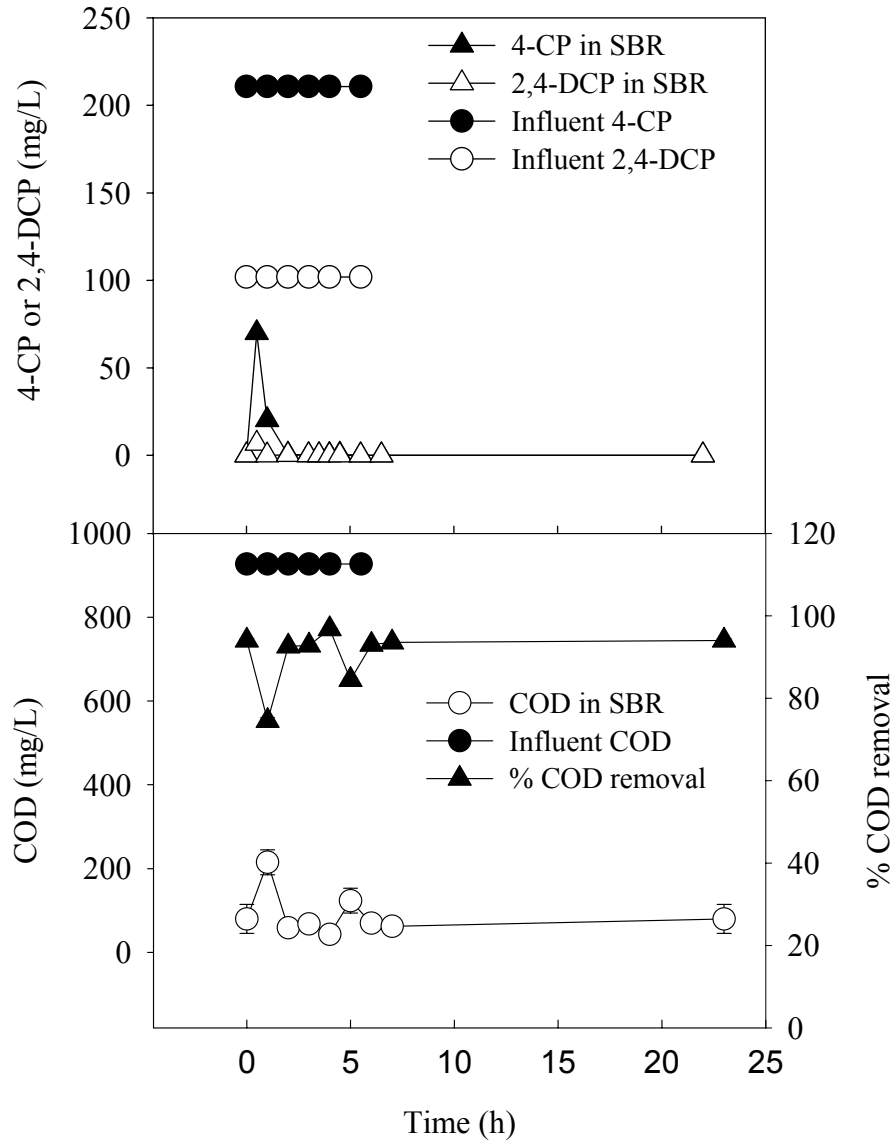 250
200
150
100
50
0
4-CP or 2,4-DCP (mg/L)
4-CP in SBR
2,4-DCP in SBR
Influent 4-CP
Influent 2,4-DCP
1000
800
600
400
200
0
COD (mg/L)
COD in SBR
Influent COD
% COD removal
120
100
80
60
40
20
0
% COD removal
0 5 10 15 20 25
Time (h)